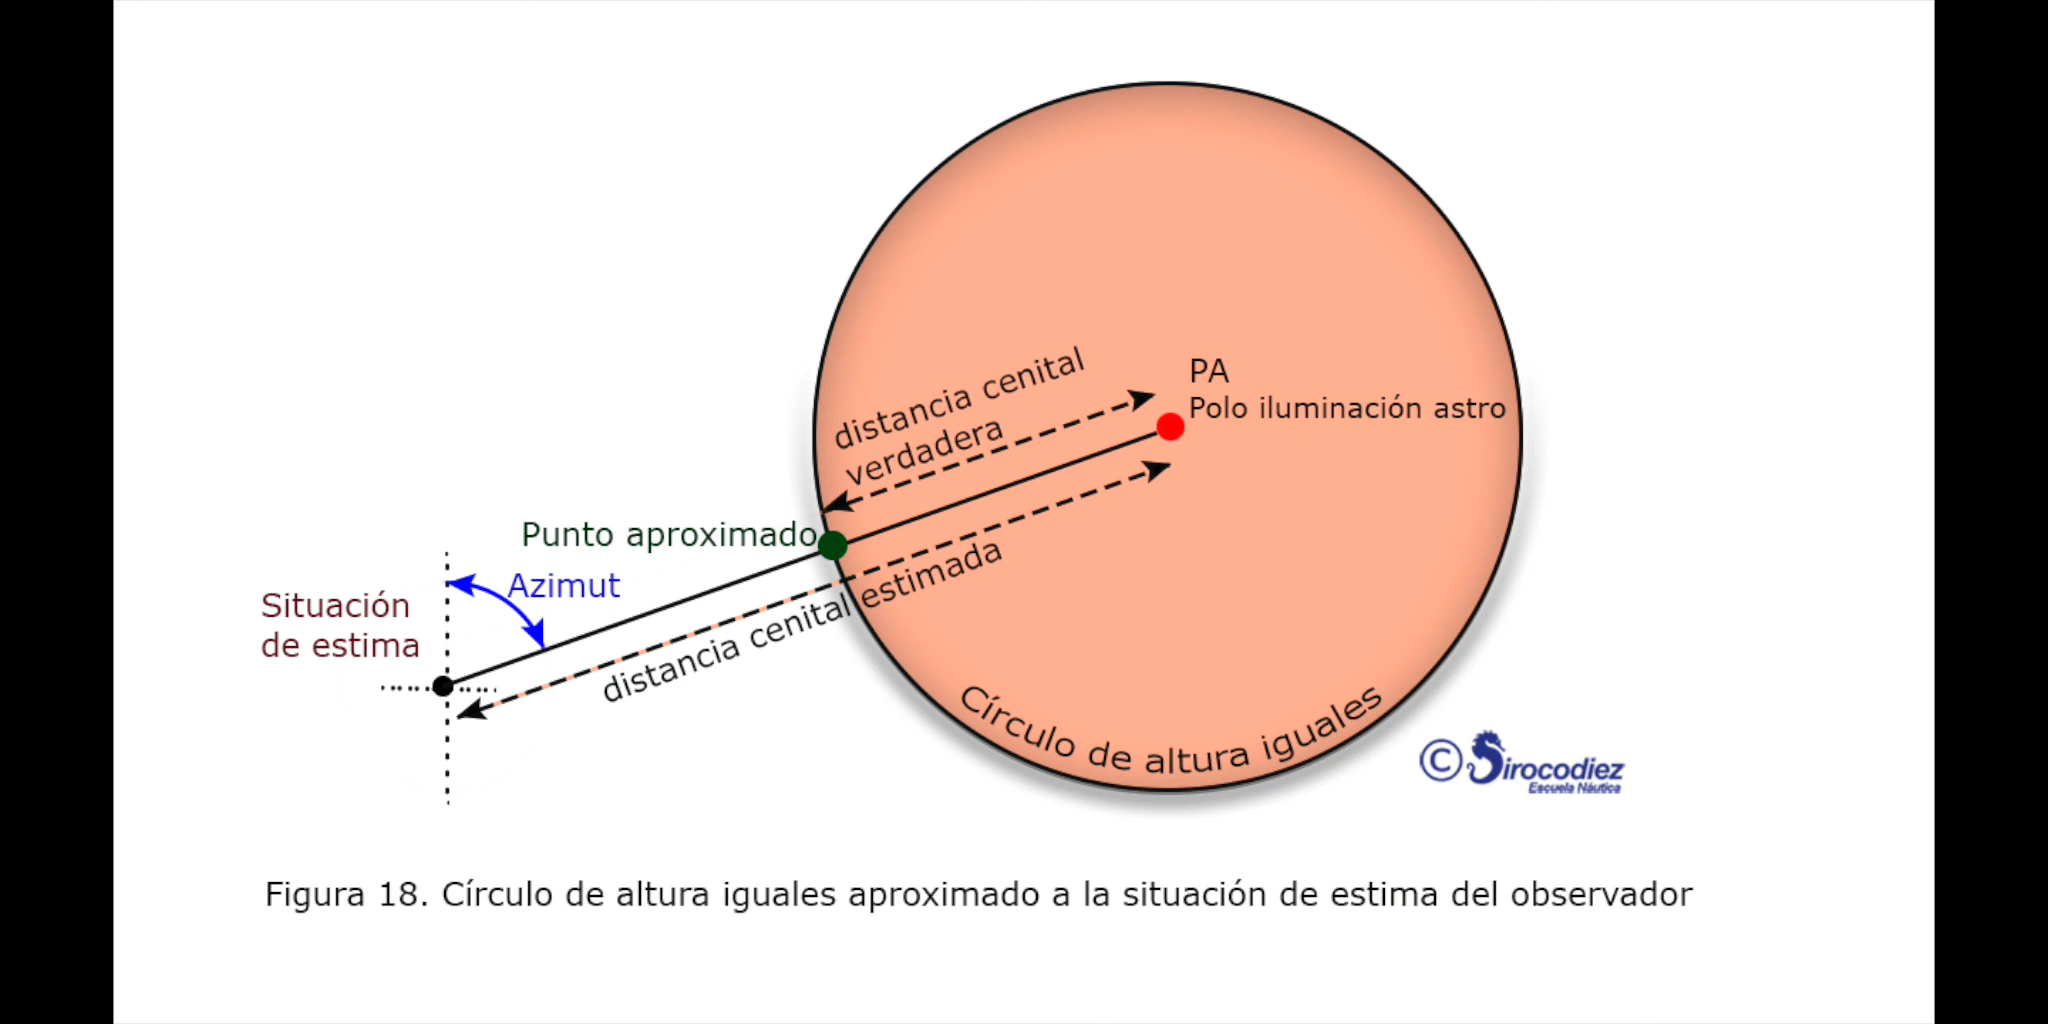 PA
Polo iluminación astro
distancia cenital
verdadera
Punto aproximado
Azimut
Situación
de estima
distancia cenital estimada
Círculo de altura iguales
© Sirocodiez
Escuela Náutica
Figura 18. Círculo de altura iguales aproximado a la situación de estima del observador